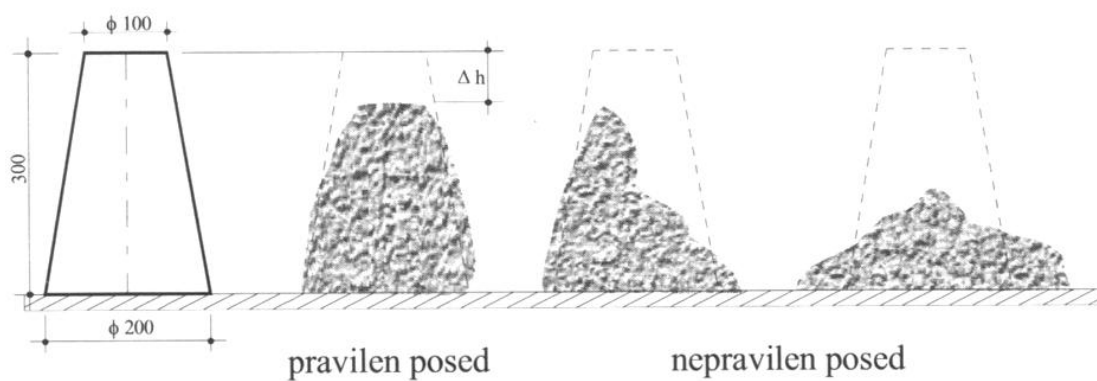 ϕ 100
Δ h
300
ϕ 200
pravilen posed
nepravilen posed